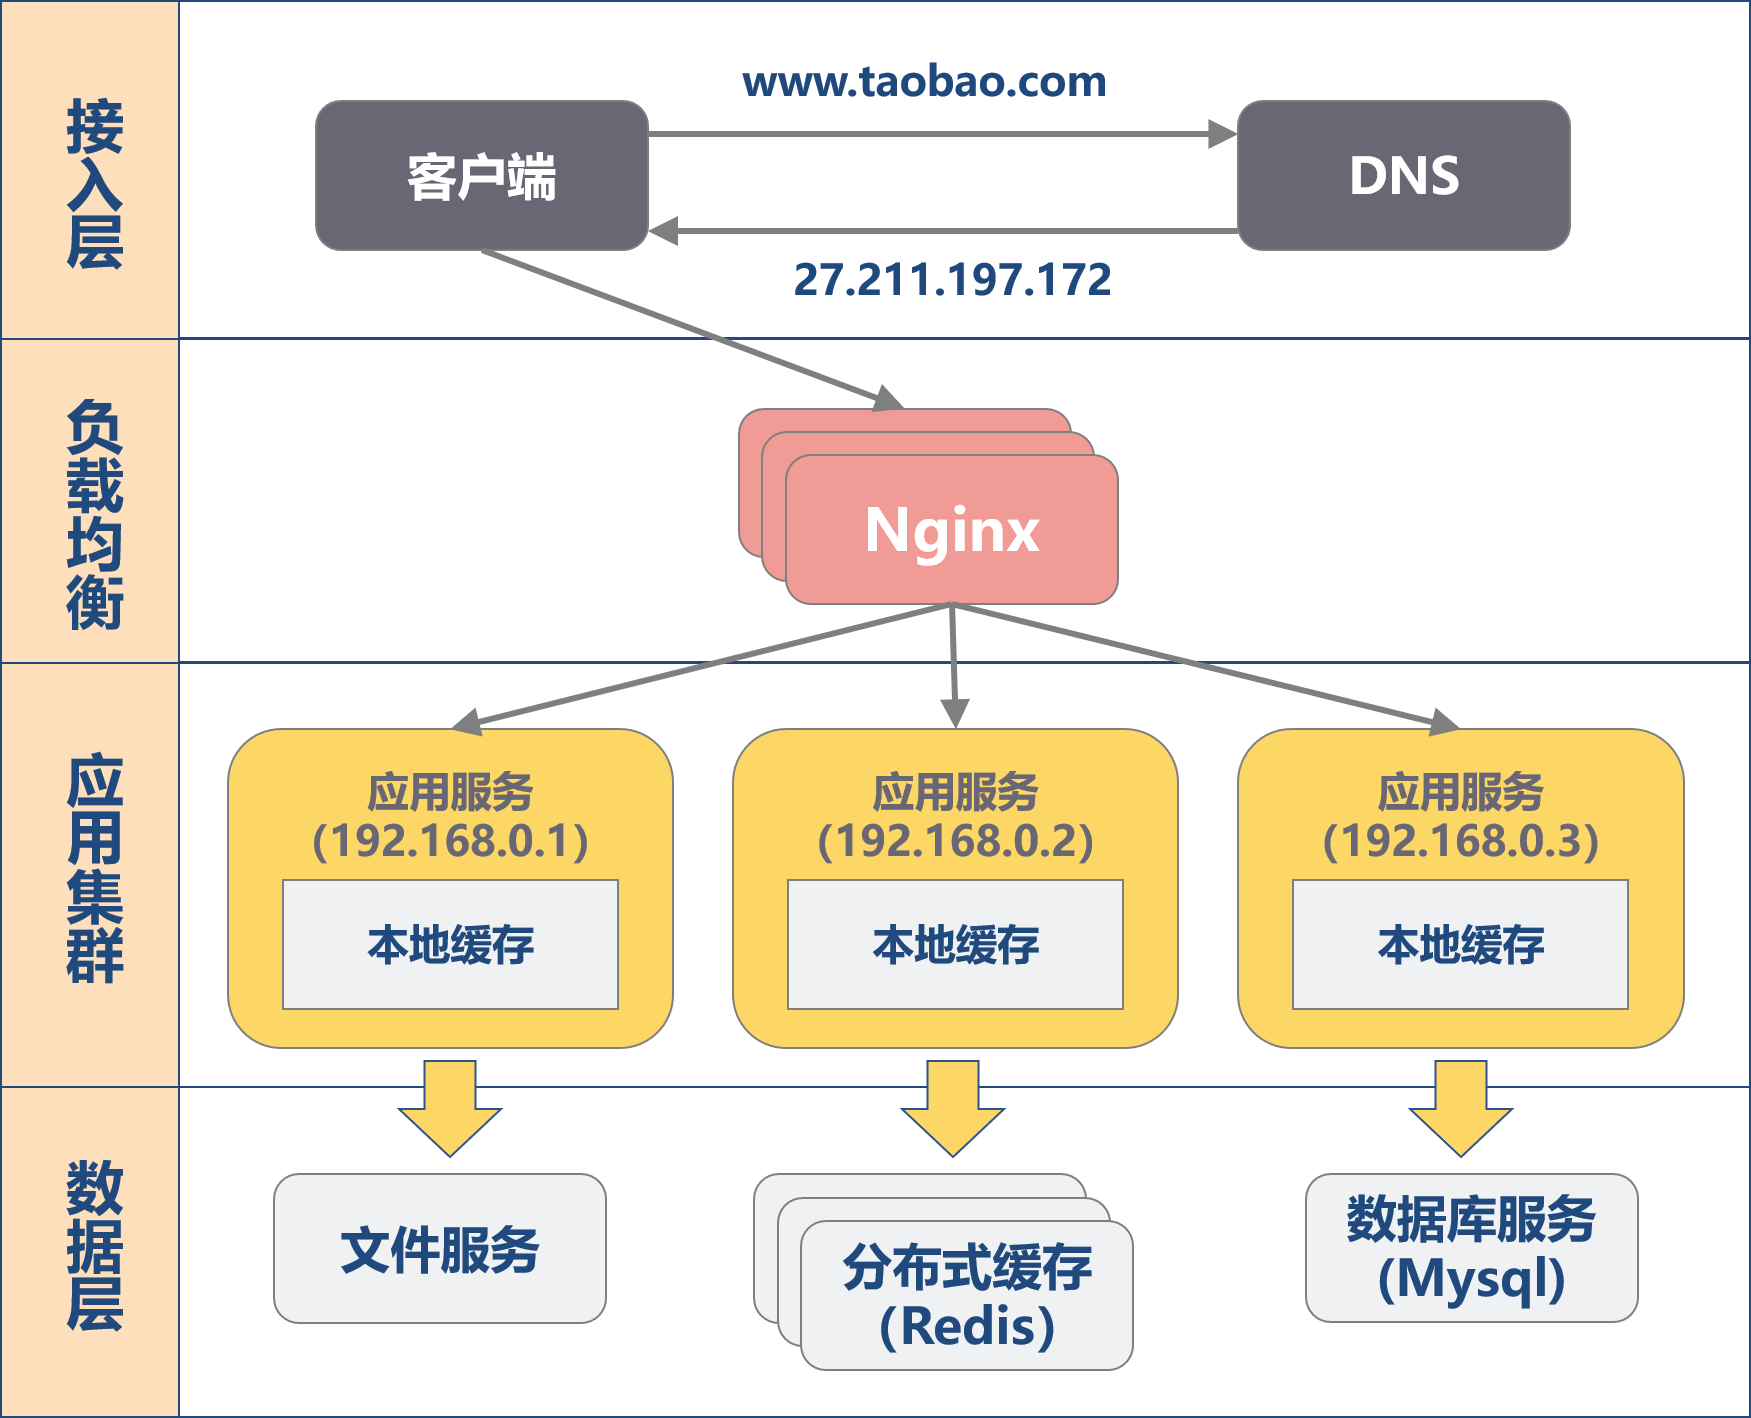 接入层
www.taobao.com
客户端
DNS
27.211.197.172
负载均衡
Nginx
应用集群
应用服务
(192.168.0.1)
本地缓存
应用服务
(192.168.0.2)
本地缓存
应用服务
(192.168.0.3)
本地缓存
数据层
文件服务
分布式缓存
(Redis)
数据库服务
(Mysql)